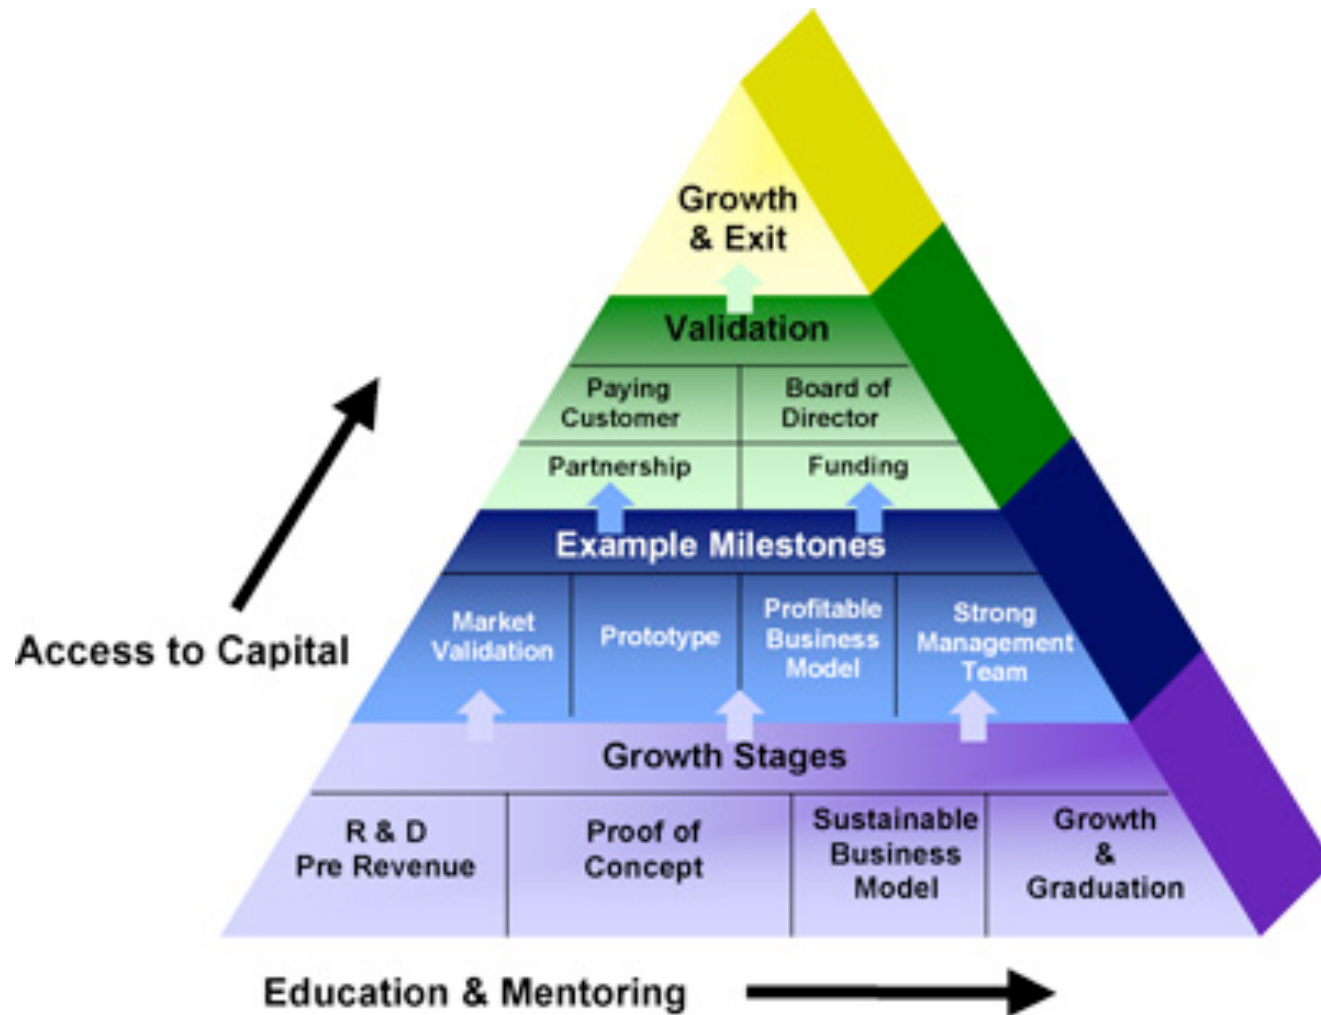 Growth
& Exit
Validation
Paying
Customer
Board of
Director
Partnership
Funding
Example Milestones
Market
Validation
Prototype
Profitable
Business
Model
Strong
Management
Team
Access to Capital
Growth Stages
R & D
Pre Revenue
Proof of
Concept
Sustainable
Business
Model
Growth
&
Graduation
Education & Mentoring